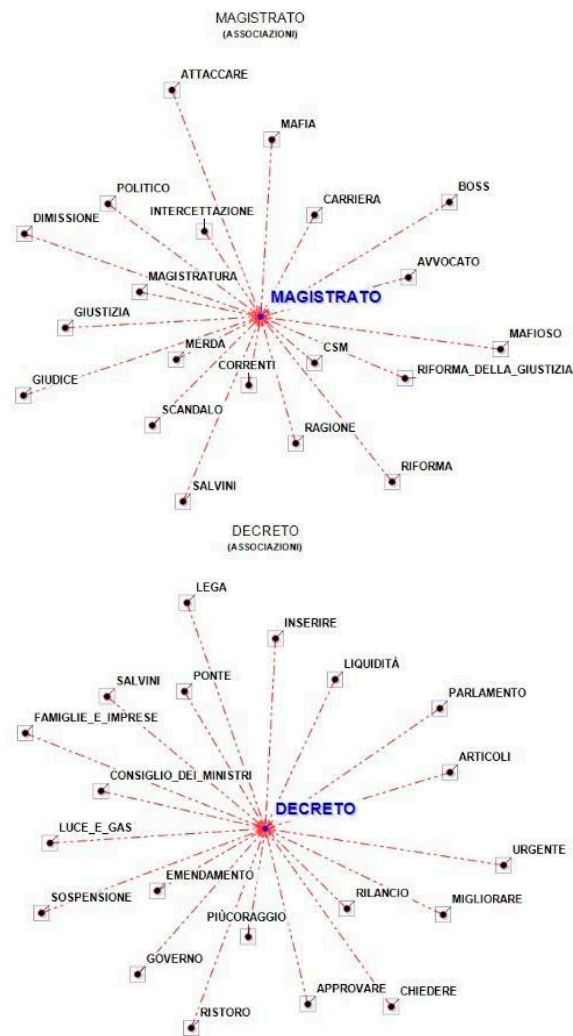 MAGISTRATO
(ASSOCIAZIONI)
ATTACCARE
MAFIA
POLITICO
INTERCETTAZIONE
CARRIERA
BOSS
DIMISSIONE
MAGISTRATURA
AVVOCATO
MAGISTRATO
GIUSTIZIA
MERDA
CSM
MAFIOSO
CORRENTI
RIFORMA_DELLA_GIUSTIZIA
GIUDICE
SCANDALO
RAGIONE
RIFORMA
SALVINI
DECRETO
(ASSOCIAZIONI)
LEGA
INSERIRE
LIQUIDITÀ
SALVINI
PONTE
PARLAMENTO
FAMIGLIE_E_IMPRESE
CONSIGLIO_DEI_MINISTRI
ARTICOLI
DECRETO
LUCE_E_GAS
URGENTE
EMENDAMENTO
SOSPENSIONE
RILANCIO
MIGLIORARE
PIÙCORAGGIO
GOVERNO
APPROVARE
CHIEDERE
RISTORO